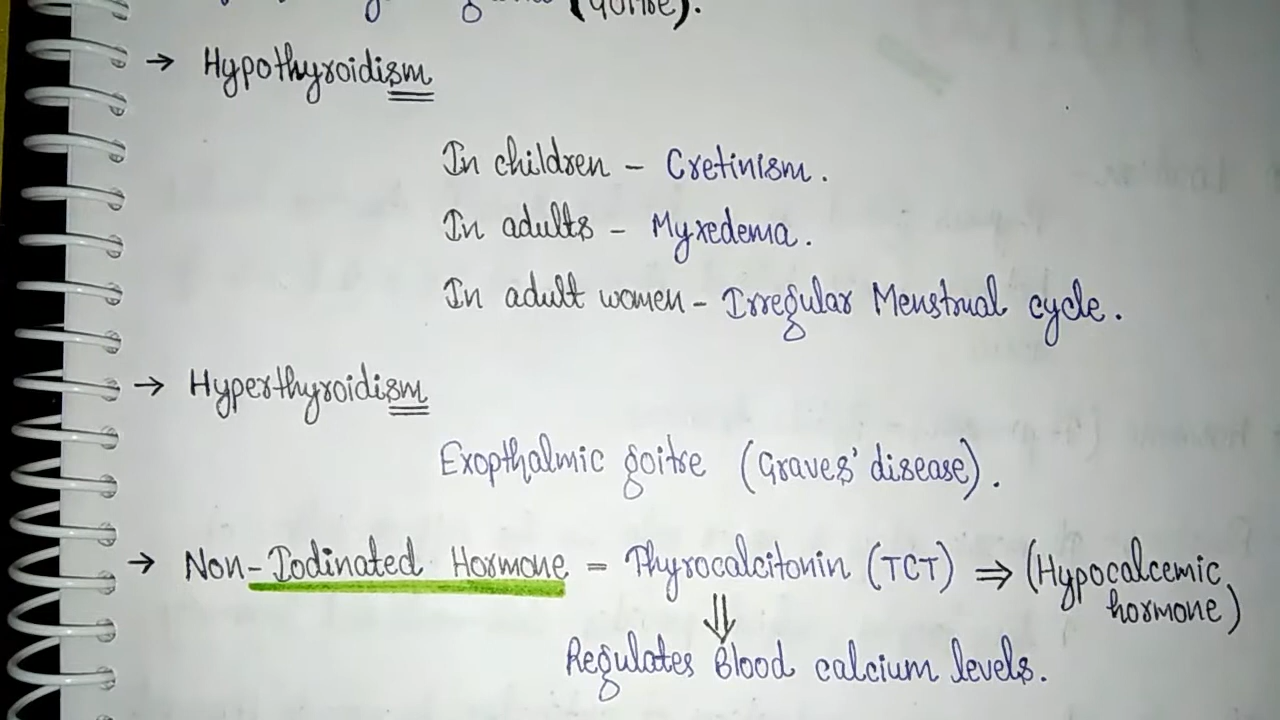 (goitre).
→ Hypothyroidism
In children - Cretinism.
In adults - Myxedema.
In adult women - Irregular Menstrual cycle.
→ Hyperthyroidism
Exopthalmic goitre (Graves' disease).
→ Non-Iodinated Hormone = Thyrocalcitonin (TCT) ⇒ (Hypocalcemic
hormone)
⇓
Regulates Blood calcium levels.